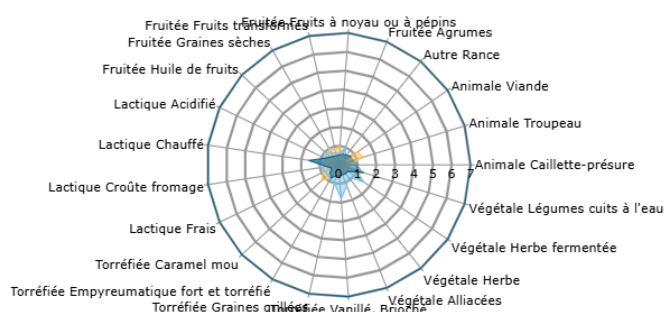 Fruitée Fruits à noyau ou à pépins
Fruitée Fruits transformés
Fruitée Agrumes
Fruitée Graines sèches
Autre Rance
Fruitée Huile de fruits
Animale Viande
Lactique Acidifié
Animale Troupeau
Lactique Chauffé
Animale Caillette-présure
0 1 2 3 4 5 6 7
Lactique Croûte fromage
Végétale Légumes cuits à l'eau
Lactique Frais
Végétale Herbe fermentée
Torréfiée Caramel mou
Végétale Herbe
Torréfiée Empyreumatique fort et torréfié
Végétale Alliacées
Torréfiée Graines grillées
Torréfiée Vanillé, Brioche